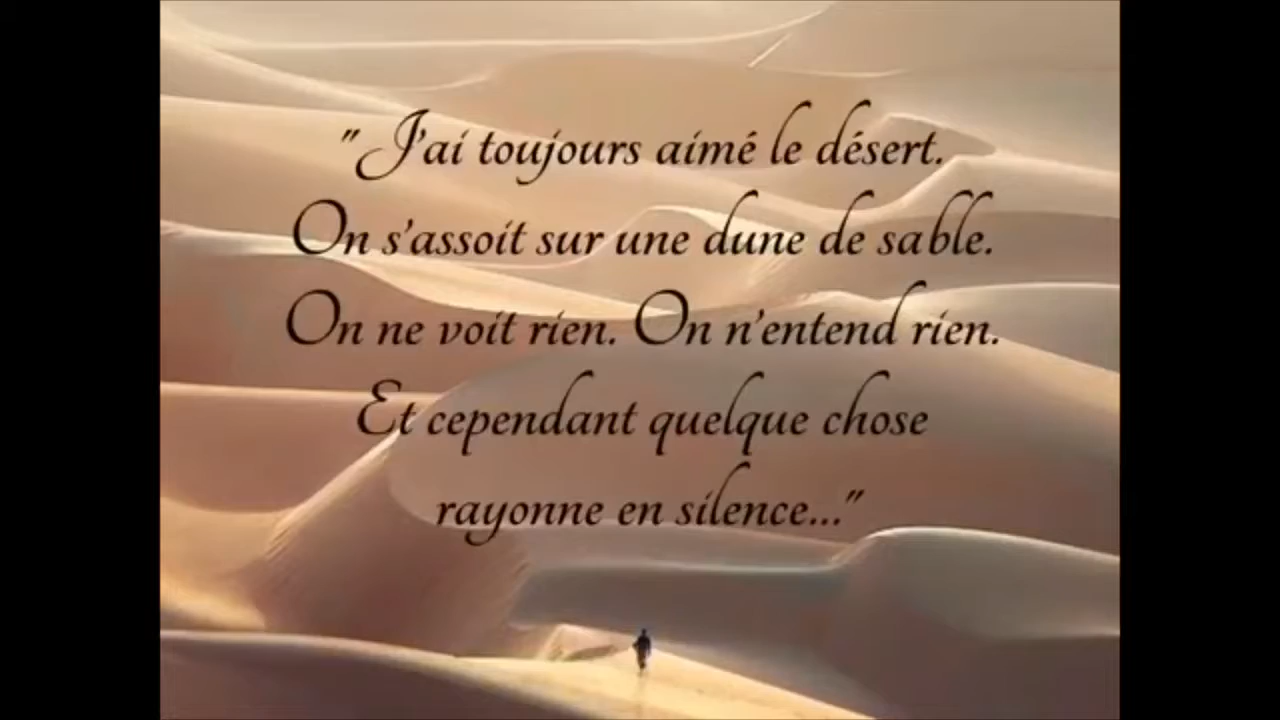 "J'ai toujours aimé le désert.
On s'assoit sur une dune de sable.
On ne voit rien. On n'entend rien.
Et cependant quelque chose
rayonne en silence..."